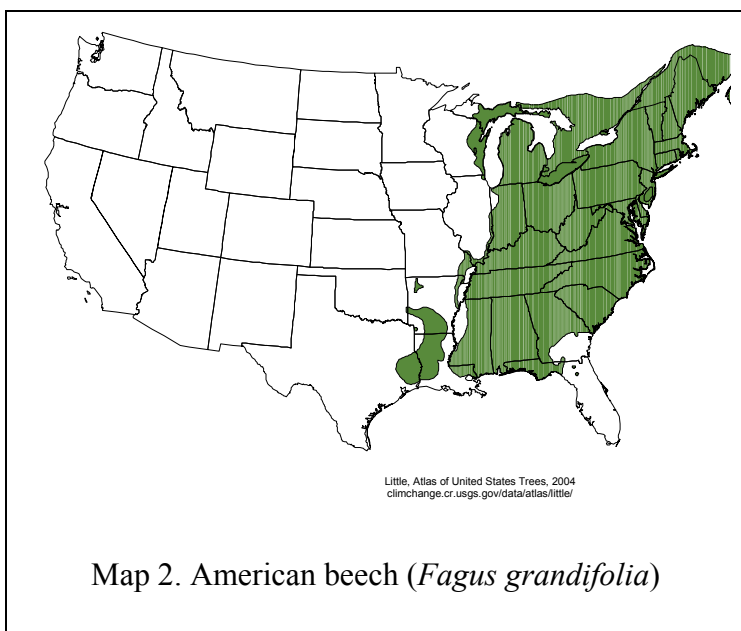 Little, Atlas of United States Trees, 2004
climchange.cr.usgs.gov/data/atlas/little/
Map 2. American beech (Fagus grandifolia)